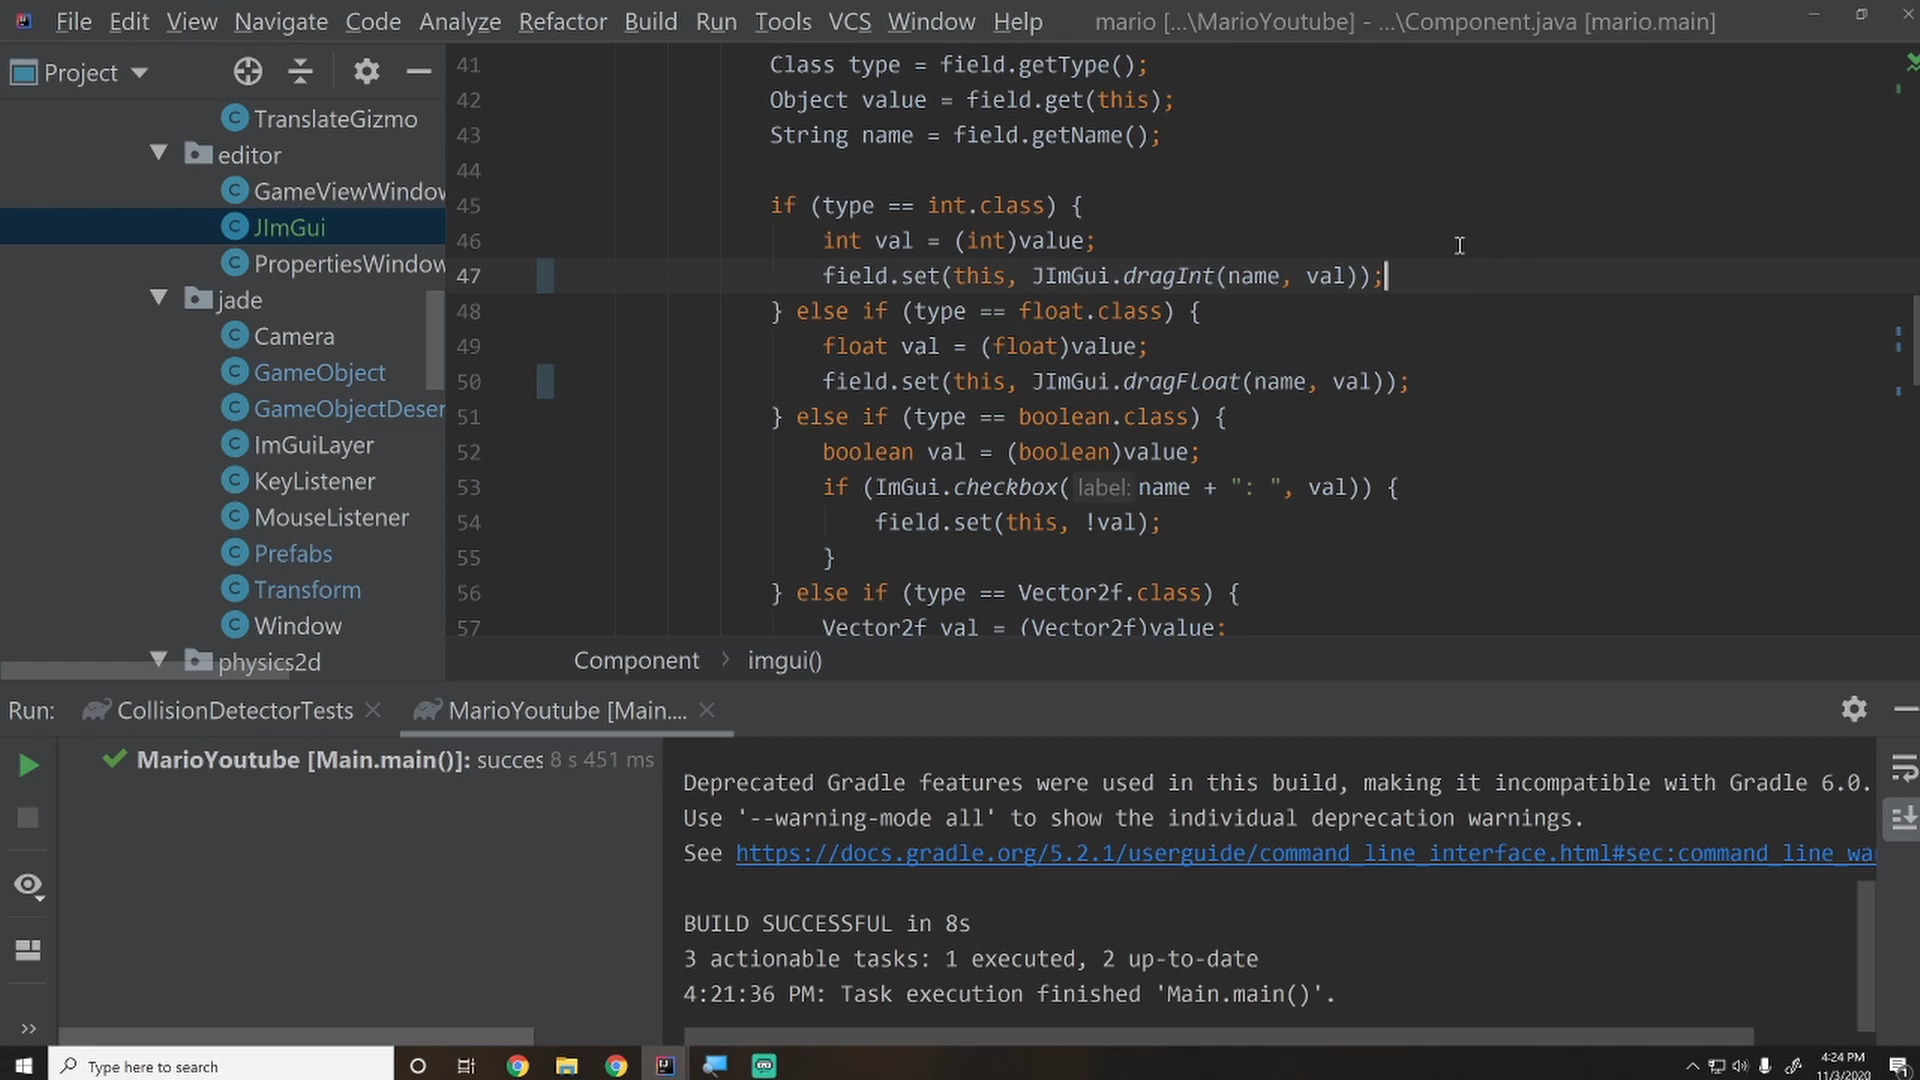 File Edit View Navigate Code Analyze Refactor Build Run Tools VCS Window Help mario [...\MarioYoutube] - ...\Component.java [mario.main]
Project
TranslateGizmo
editor
GameViewWindow
JImGui
PropertiesWindow
jade
Camera
GameObject
GameObjectDeser
ImGuiLayer
KeyListener
MouseListener
Prefabs
Transform
Window
physics2d
41 Class type = field.getType();
42 Object value = field.get(this);
43 String name = field.getName();
44
45 if (type == int.class) {
46 int val = (int)value;
47 field.set(this, JImGui.dragInt(name, val));
48 } else if (type == float.class) {
49 float val = (float)value;
50 field.set(this, JImGui.dragFloat(name, val));
51 } else if (type == boolean.class) {
52 boolean val = (boolean)value;
53 if (ImGui.checkbox( label: name + ": ", val)) {
54 field.set(this, !val);
55 }
56 } else if (type == Vector2f.class) {
57 Vector2f val = (Vector2f)value;
Component > imgui()
Run: CollisionDetectorTests MarioYoutube [Main....
MarioYoutube [Main.main()]: succes 8 s 451 ms
Deprecated Gradle features were used in this build, making it incompatible with Gradle 6.0.
Use '--warning-mode all' to show the individual deprecation warnings.
See https://docs.gradle.org/5.2.1/userguide/command_line_interface.html#sec:command_line_wa
BUILD SUCCESSFUL in 8s
3 actionable tasks: 1 executed, 2 up-to-date
4:21:36 PM: Task execution finished 'Main.main()'.
Type here to search
4:24 PM
11/3/2020